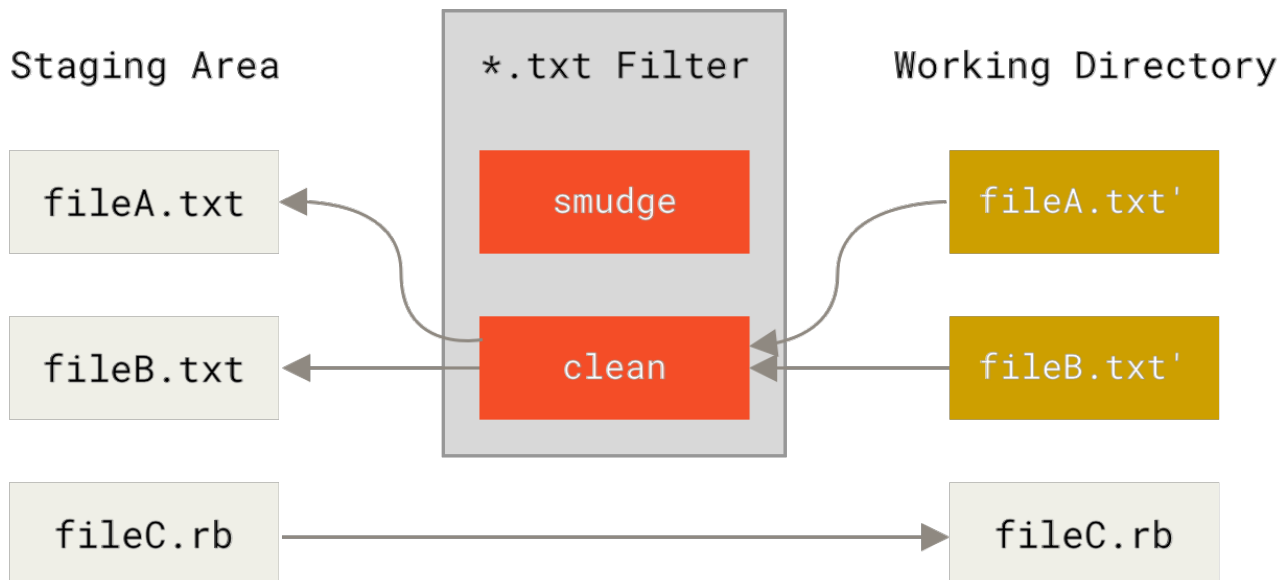 Staging Area
*.txt Filter
Working Directory
fileA.txt
smudge
fileA.txt'
fileB.txt
clean
fileB.txt'
fileC.rb
fileC.rb